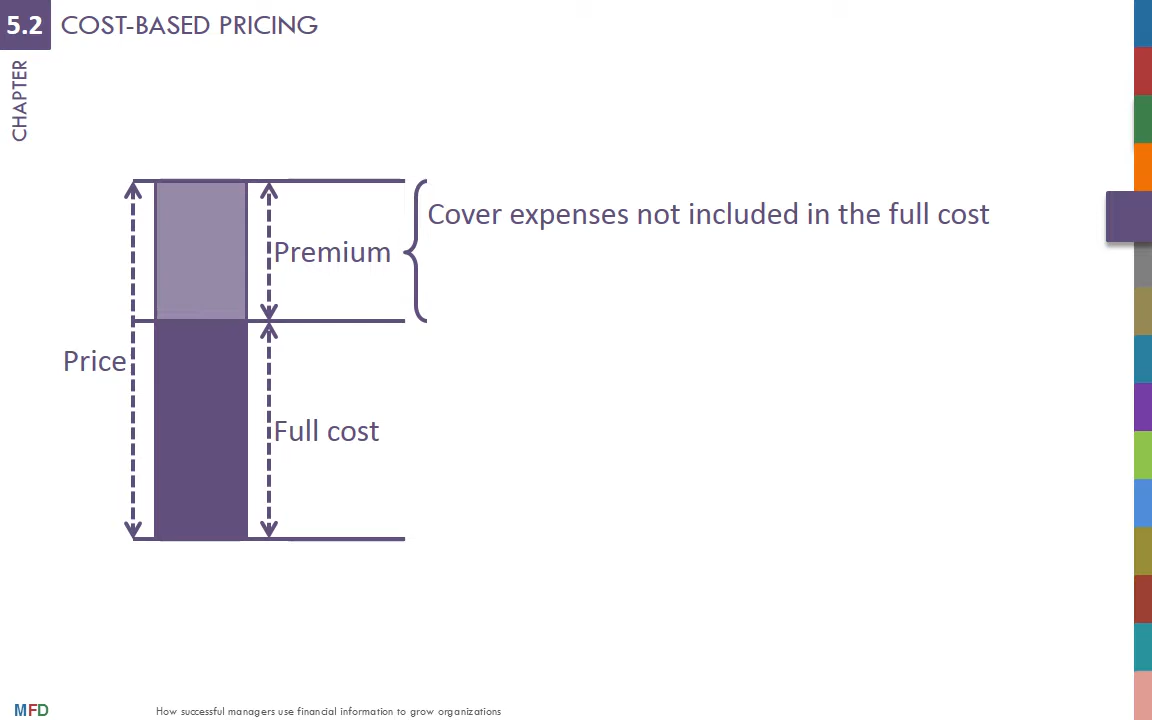 5.2 COST-BASED PRICING
CHAPTER
Cover expenses not included in the full cost
Premium
Price
Full cost
MFD How successful managers use financial information to grow organizations